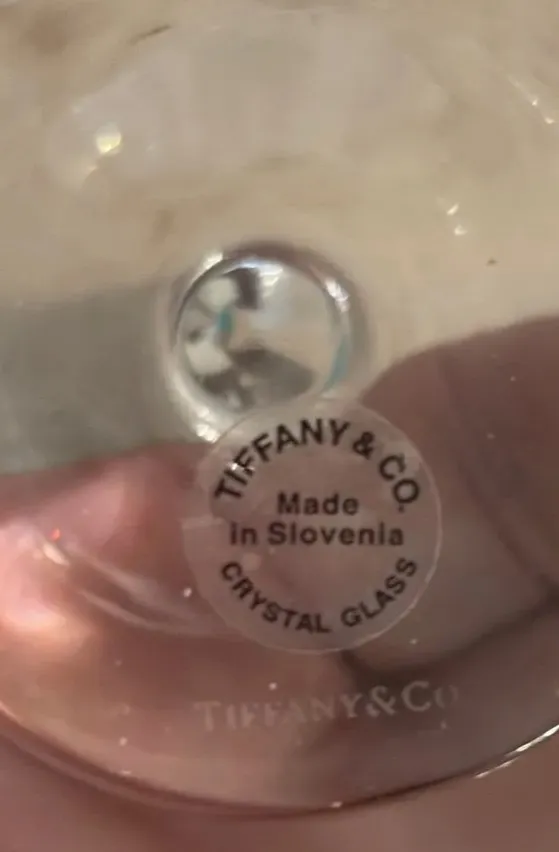 TIFFANY & CO.
Made
in Slovenia
CRYSTAL GLASS
TIFFANY&CO